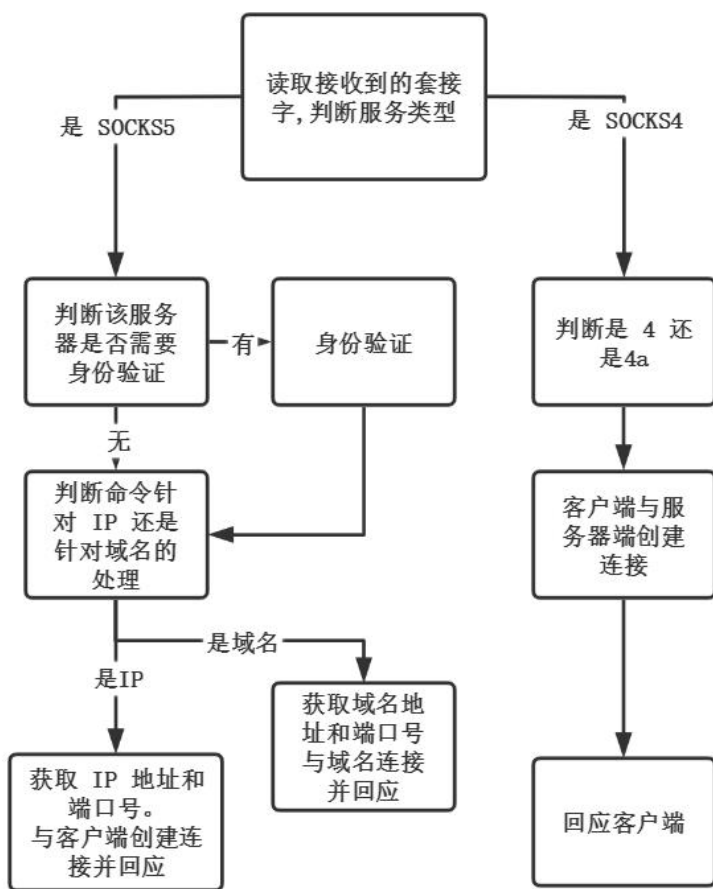 读取接收到的套接
字,判断服务类型
是 SOCKS5
是 SOCKS4
判断该服务
器是否需要
身份验证
有
身份验证
判断是 4 还
是4a
无
判断命令针
对 IP 还是
针对域名的
处理
客户端与服
务器端创建
连接
是域名
是IP
获取域名地
址和端口号
与域名连接
并回应
获取 IP 地址和
端口号。
与客户端创建连
接并回应
回应客户端